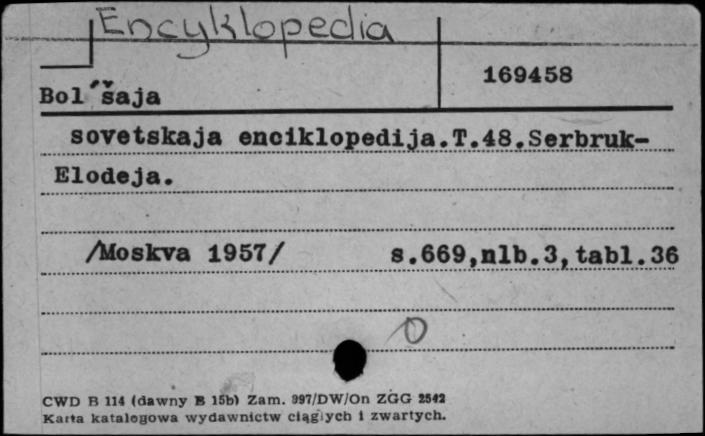 Encyklopedia
169458
Bol'šaja
sovetskaja enciklopedija.T.48.Serbruk-
Elodeja.
/Moskva 1957/ s.669,nlb.3,tabl.36
0
CWD B 114 (dawny B 15b) Zam. 997/DW/On ZGG 2542
Karta katalogowa wydawnictw ciągłych i zwartych.